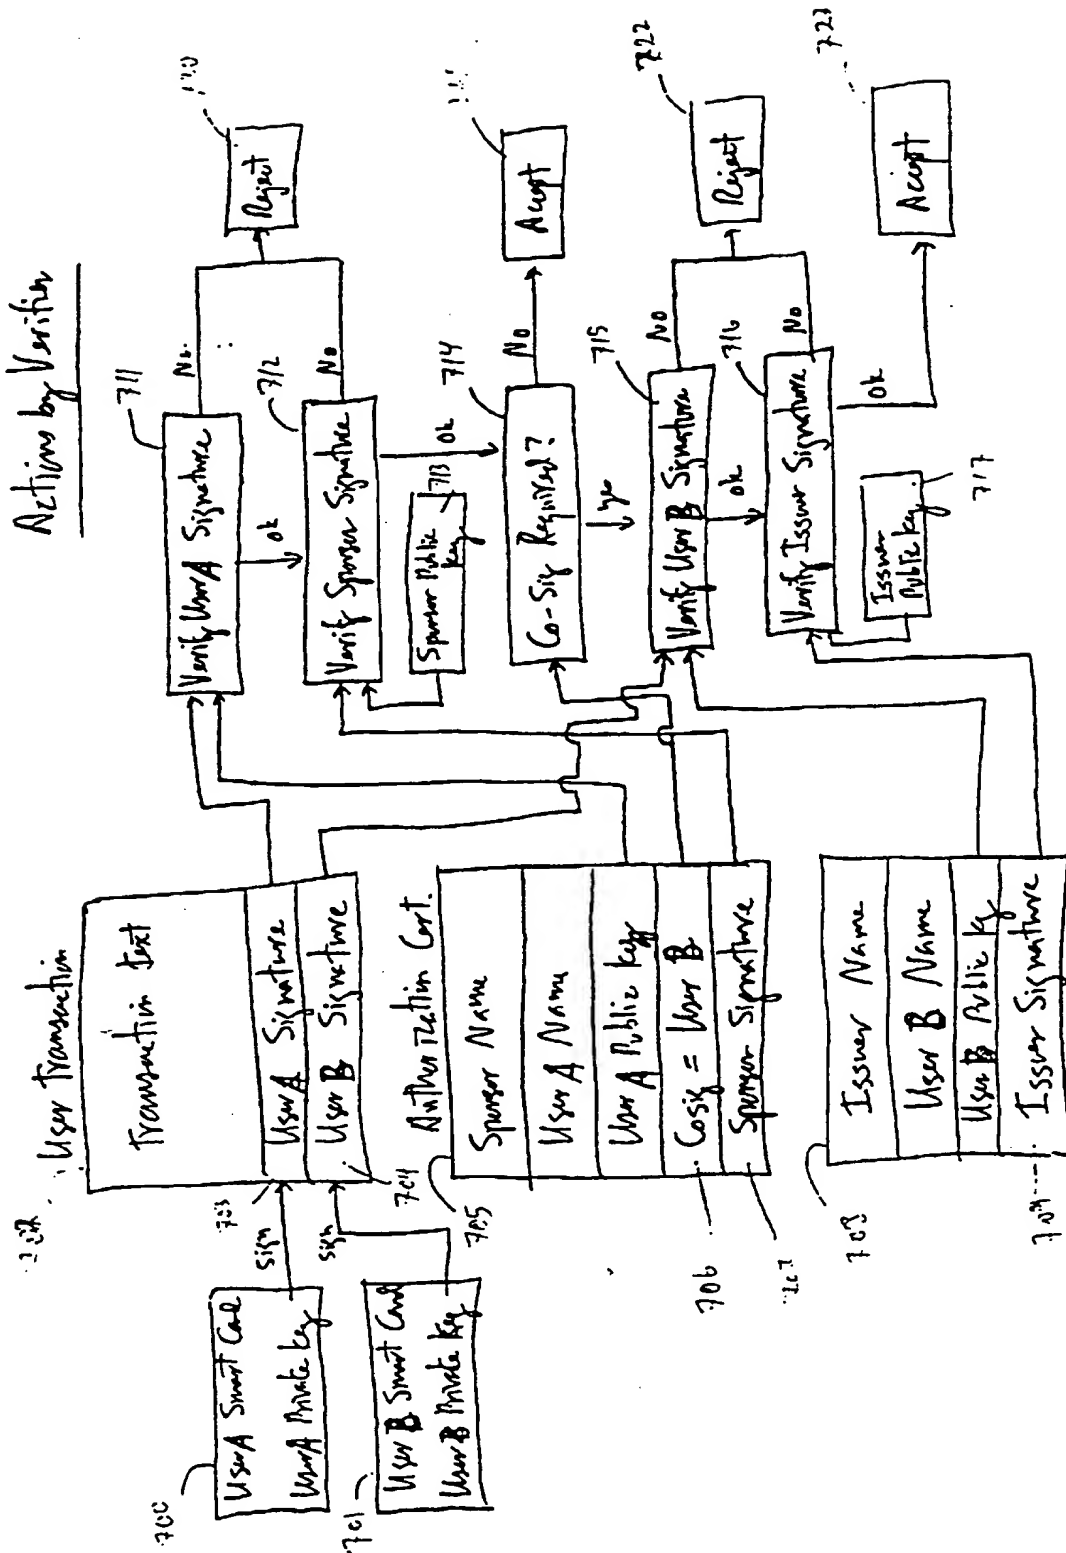 Actions by Verifier
700
User A Smart Card
User A Private Key
701
User B Smart Card
User B Private Key
sign
sign
User Transaction
Transaction Text
703
User A Signature
704
User B Signature
705
Authorization Cert.
Sponsor Name
User A Name
User A Public Key
706
Cosig = User B
Sponsor Signature
708
Issuer Name
User B Name
User B Public Key
709
Issuer Signature
711
Verify User A Signature
No.
OK
712
Verify Sponsor Signature
No
OK
713
Sponsor Public
Key
714
Co-Sig Required?
No
Yes
715
Verify User B Signature
No
OK
716
Verify Issuer Signature
No
OK
717
Issuer
Public Key
Reject
Accept
722
Reject
723
Accept